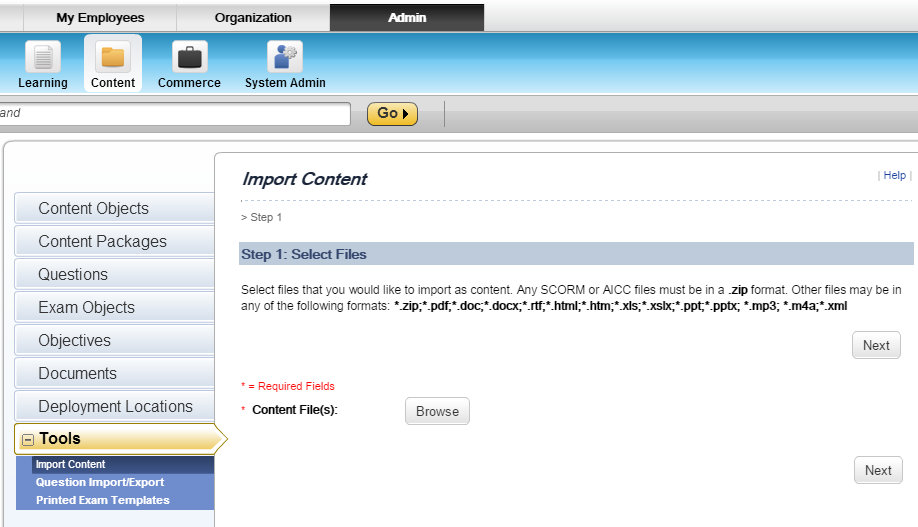 My Employees Organization Admin
Learning Content Commerce System Admin
and Go
Import Content
| Help |
> Step 1
Content Objects
Content Packages
Questions
Exam Objects
Objectives
Documents
Deployment Locations
Tools
Import Content
Question Import/Export
Printed Exam Templates
Step 1: Select Files
Select files that you would like to import as content. Any SCORM or AICC files must be in a .zip format. Other files may be in
any of the following formats: *.zip;*.pdf;*.doc;*.docx;*.rtf;*.html;*.htm;*.xls;*.xslx;*.ppt;*.pptx; *.mp3; *.m4a;*.xml
Next
* = Required Fields
* Content File(s): Browse
Next